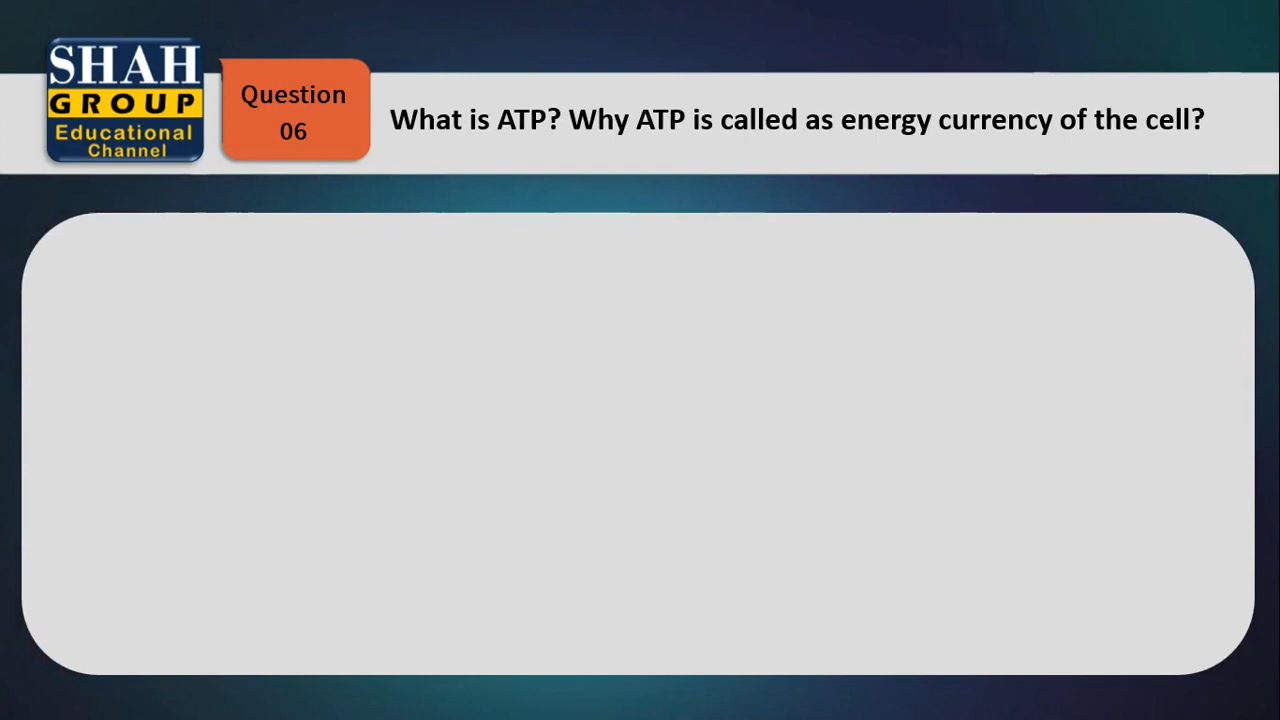 SHAH
GROUP
Educational
Channel
Question
06
What is ATP? Why ATP is called as energy currency of the cell?